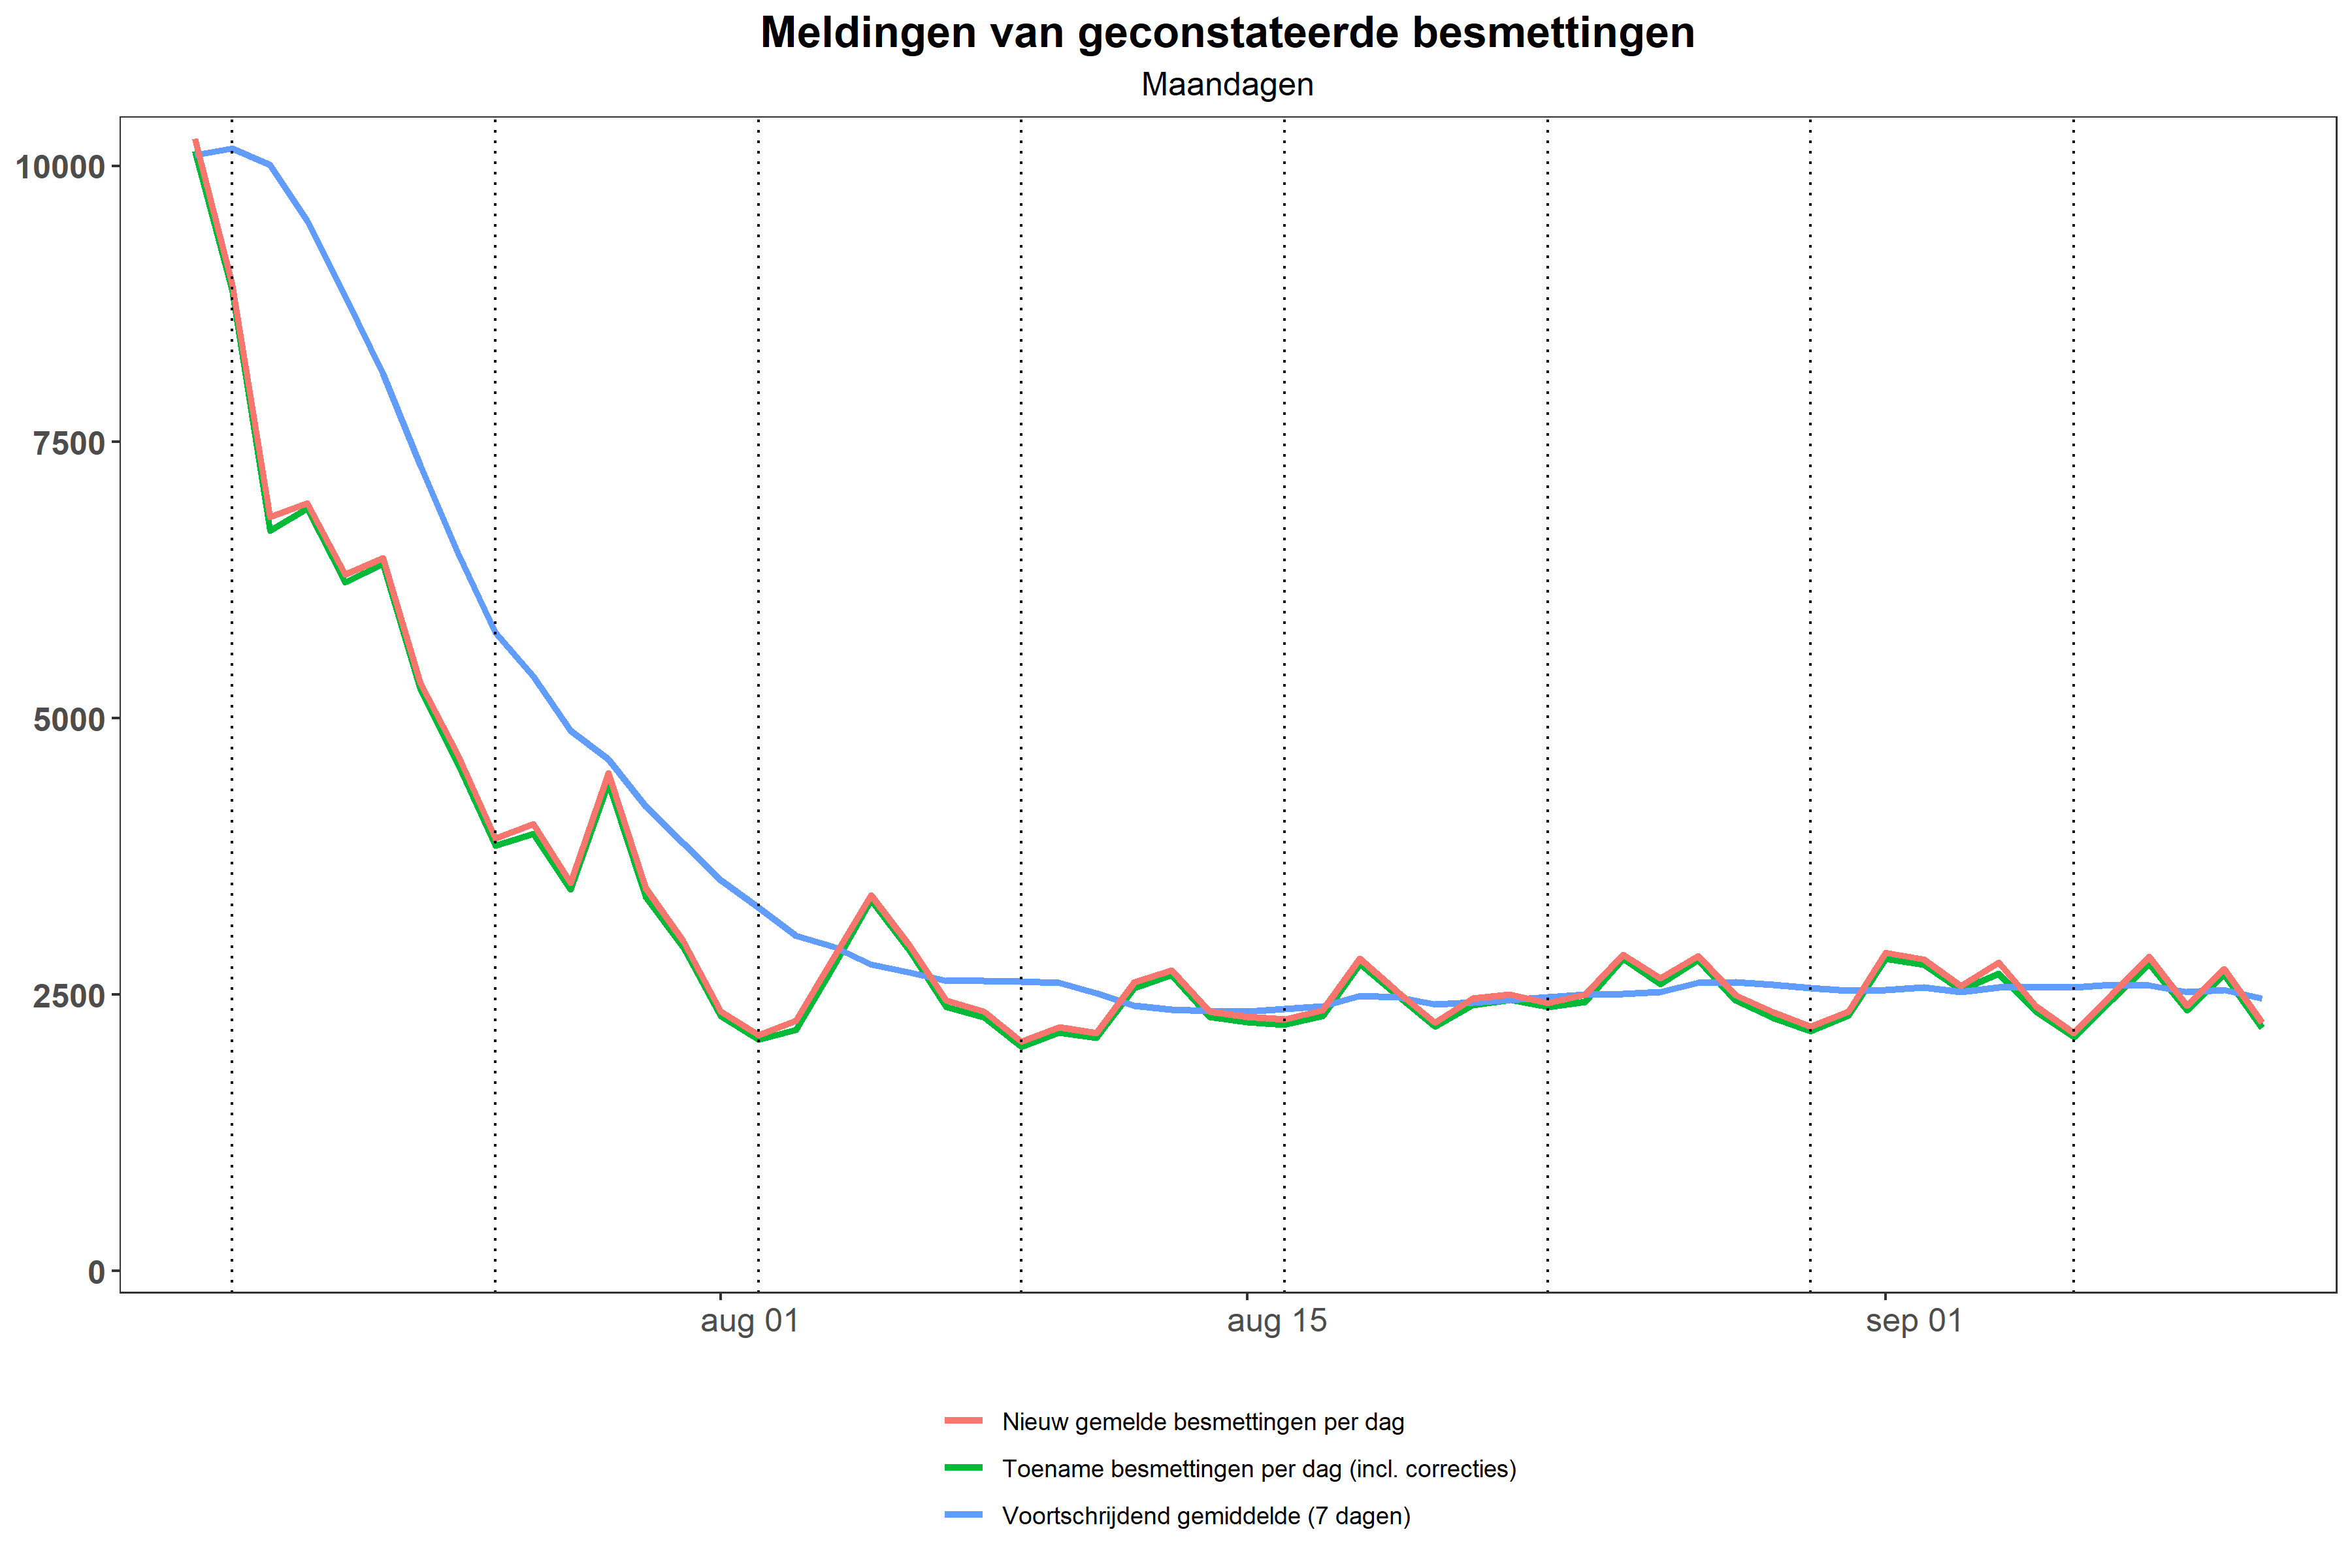 Meldingen van geconstateerde besmettingen
Maandagen
10000
7500
5000
2500
0
aug 01
aug 15
sep 01
Nieuw gemelde besmettingen per dag
Toename besmettingen per dag (incl. correcties)
Voortschrijdend gemiddelde (7 dagen)